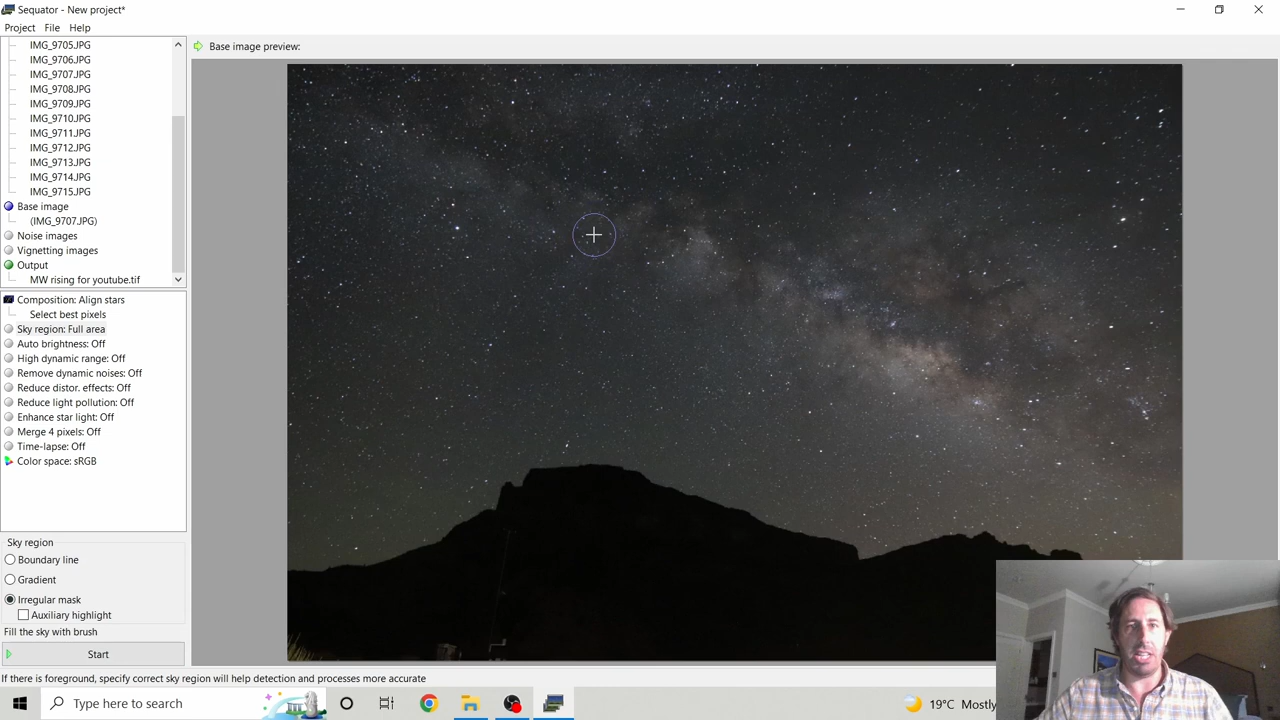 Sequator - New project*
Project File Help
IMG_9705.JPG
IMG_9706.JPG
IMG_9707.JPG
IMG_9708.JPG
IMG_9709.JPG
IMG_9710.JPG
IMG_9711.JPG
IMG_9712.JPG
IMG_9713.JPG
IMG_9714.JPG
IMG_9715.JPG
Base image
(IMG_9707.JPG)
Noise images
Vignetting images
Output
MW rising for youtube.tif
Composition: Align stars
Select best pixels
Sky region: Full area
Auto brightness: Off
High dynamic range: Off
Remove dynamic noises: Off
Reduce distor. effects: Off
Reduce light pollution: Off
Enhance star light: Off
Merge 4 pixels: Off
Time-lapse: Off
Color space: sRGB
Sky region
Boundary line
Gradient
Irregular mask
Auxiliary highlight
Fill the sky with brush
Start
Base image preview:
If there is foreground, specify correct sky region will help detection and processes more accurate
Type here to search
19°C Mostly